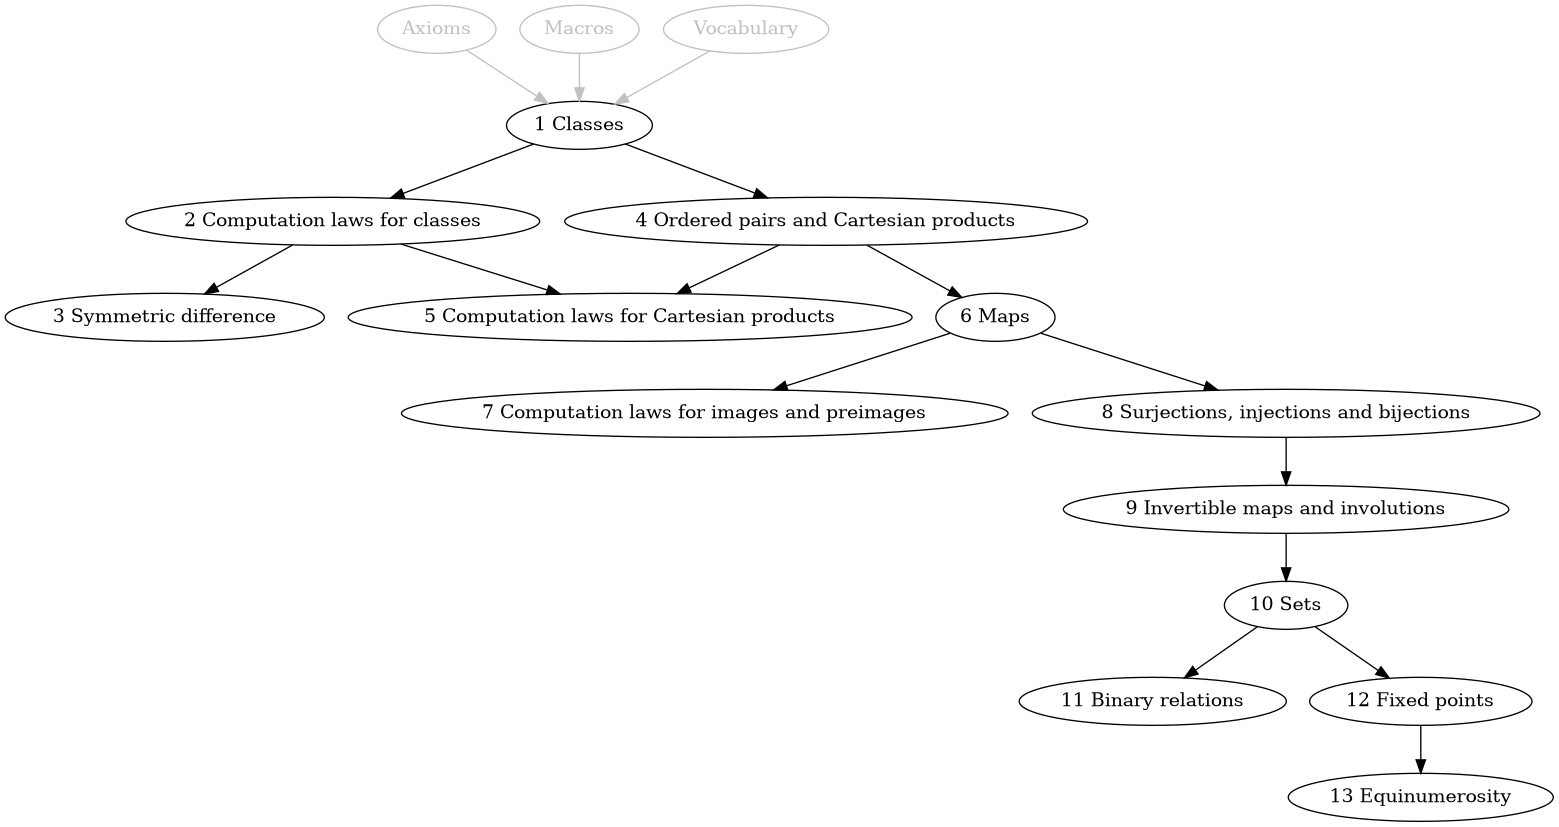 Axioms
Macros
Vocabulary
1 Classes
2 Computation laws for classes
4 Ordered pairs and Cartesian products
3 Symmetric difference
5 Computation laws for Cartesian products
6 Maps
7 Computation laws for images and preimages
8 Surjections, injections and bijections
9 Invertible maps and involutions
10 Sets
11 Binary relations
12 Fixed points
13 Equinumerosity